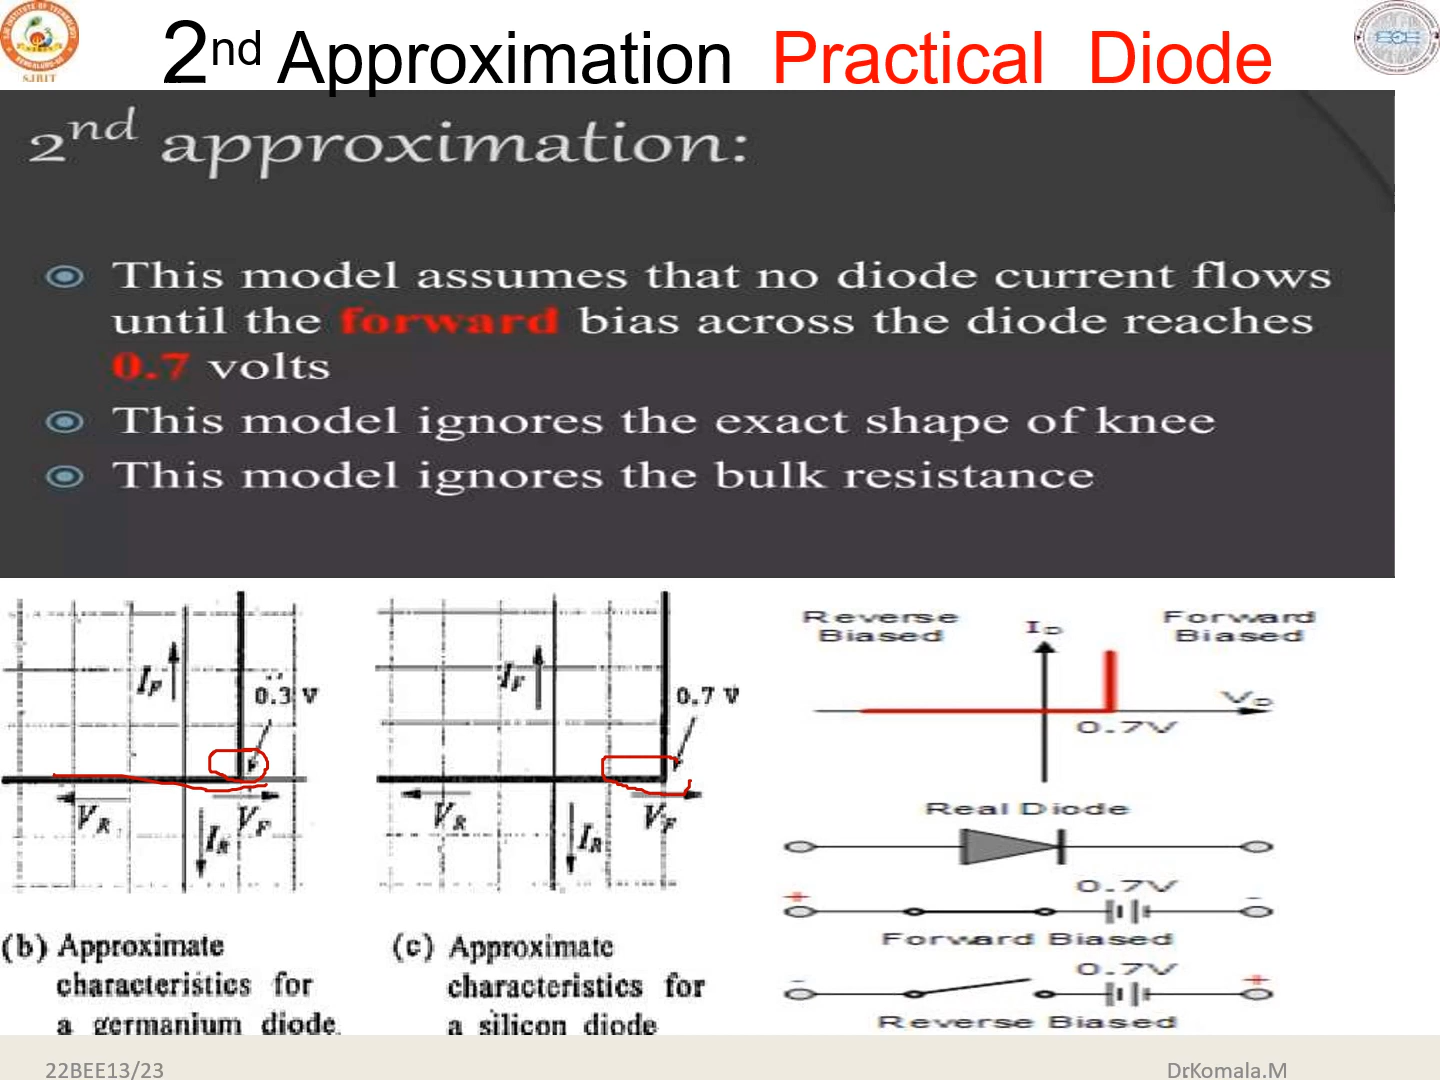 2nd Approximation Practical Diode
SJBIT
2nd approximation:
This model assumes that no diode current flows
until the forward bias across the diode reaches
0.7 volts
This model ignores the exact shape of knee
This model ignores the bulk resistance
IF
0.3 V
VR
VF
IR
(b) Approximate
characteristics for
a germanium diode.
IF
0.7 V
VR
VF
IR
(c) Approximate
characteristics for
a silicon diode
Reverse
Biased
ID
Forward
Biased
VD
0.7V
Real Diode
0.7V
+ -
Forward Biased
0.7V
- +
Reverse Biased
22BEE13/23
DrKomala.M